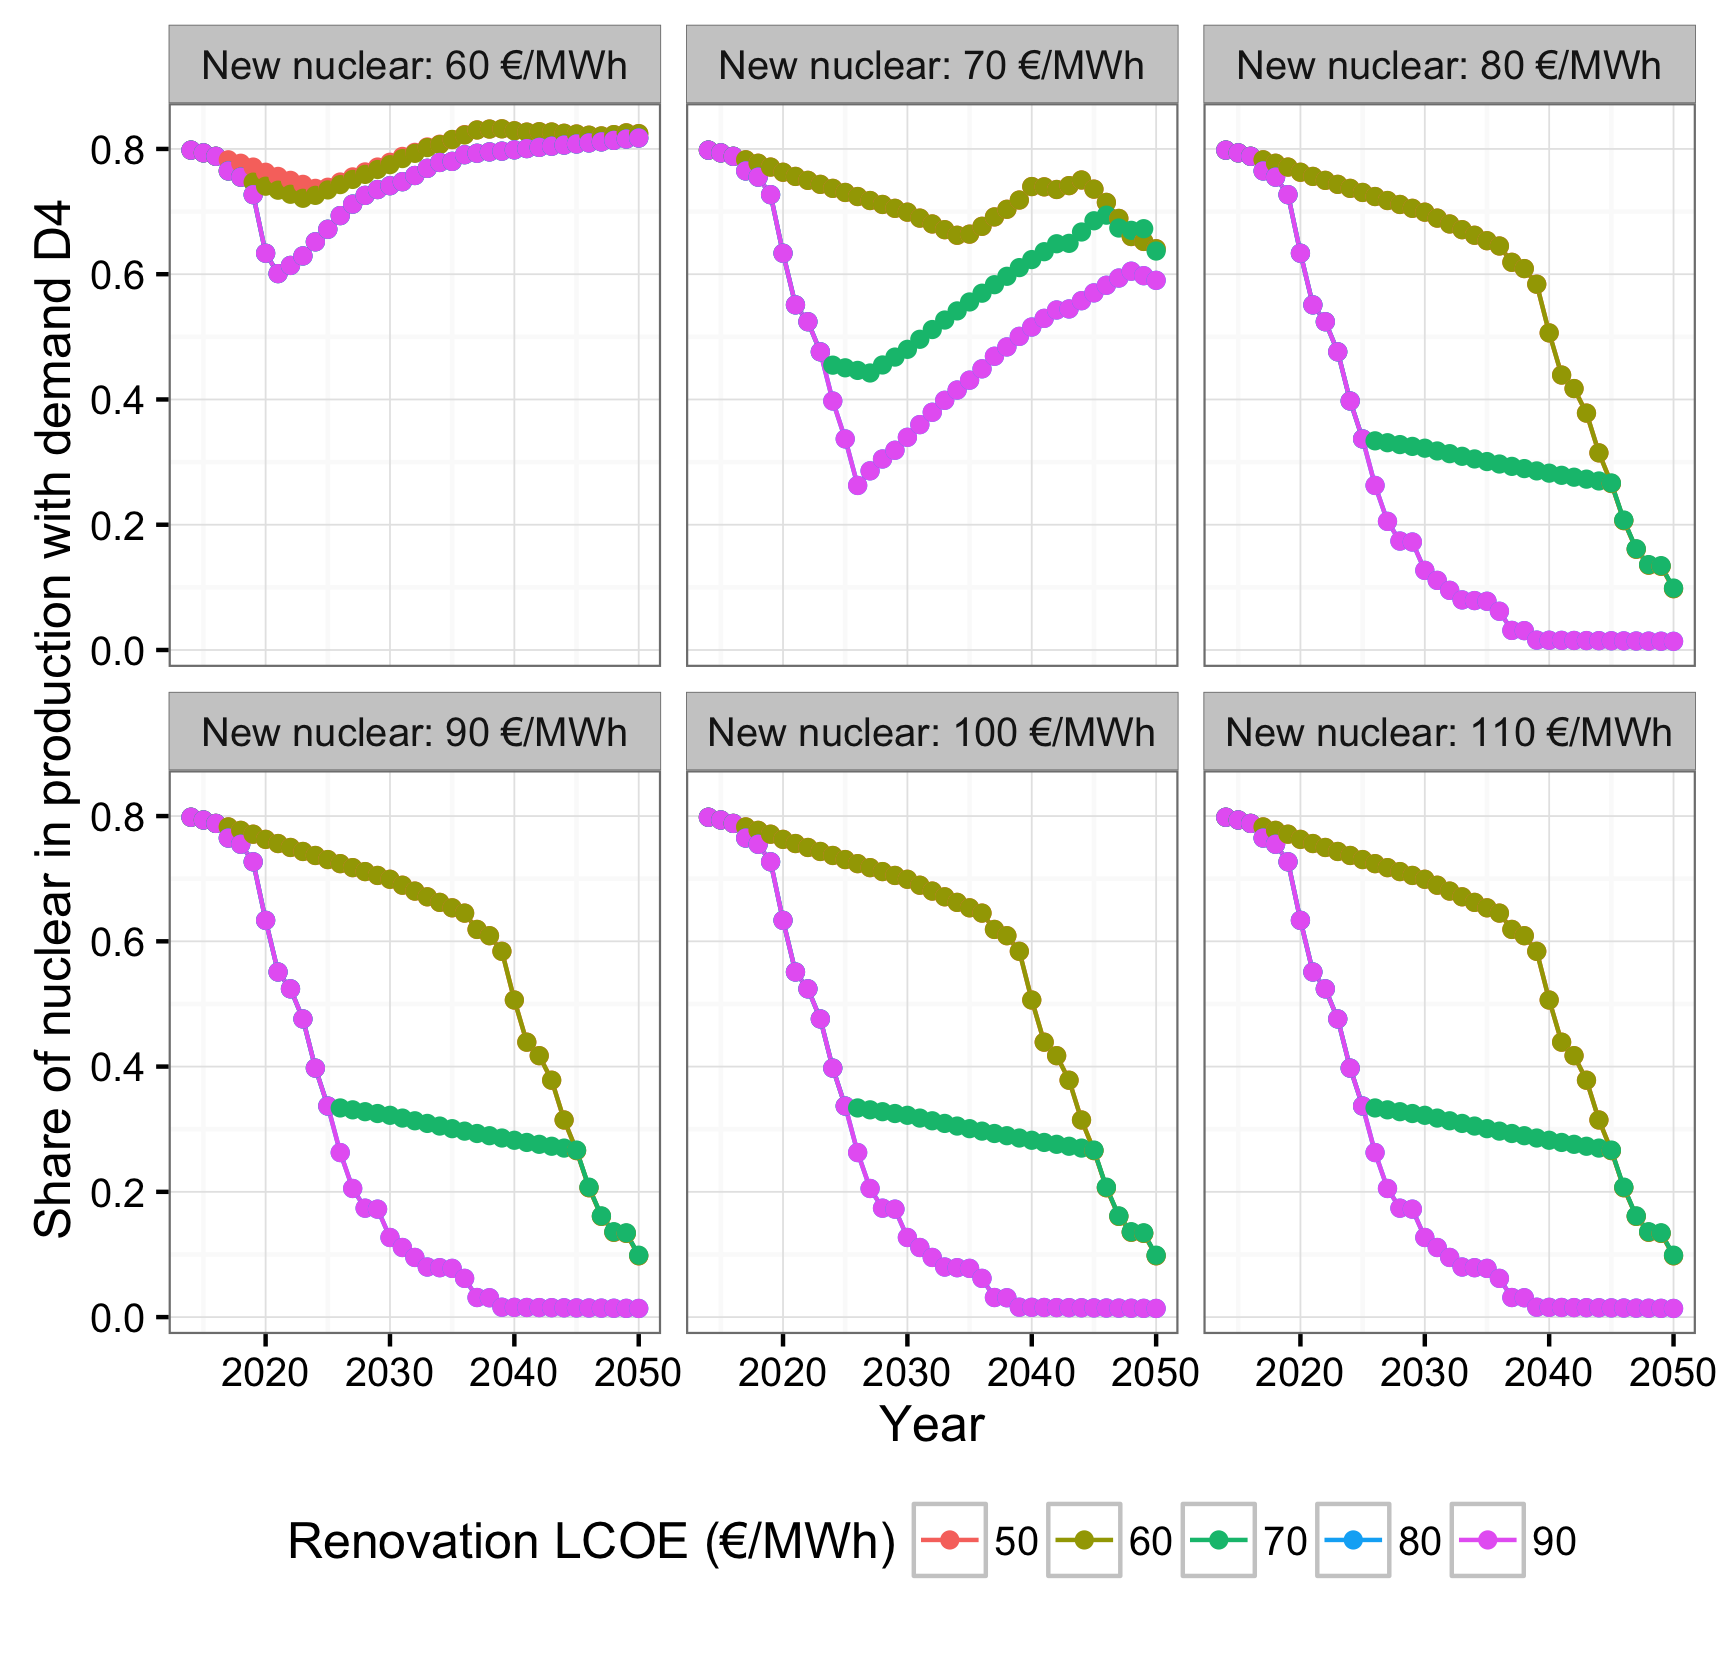 New nuclear: 60 €/MWh
New nuclear: 70 €/MWh
New nuclear: 80 €/MWh
0.8
0.6
0.4
0.2
0.0
New nuclear: 90 €/MWh
New nuclear: 100 €/MWh
New nuclear: 110 €/MWh
0.8
0.6
0.4
0.2
0.0
Share of nuclear in production with demand D4
2020 2030 2040 2050
2020 2030 2040 2050
2020 2030 2040 2050
Year
Renovation LCOE (€/MWh) 50 60 70 80 90